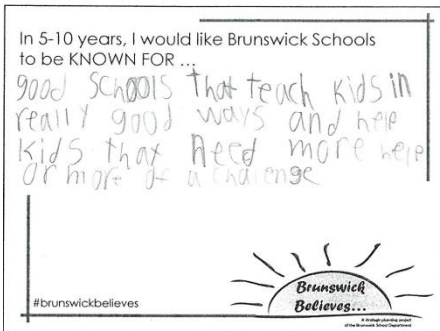 In 5-10 years, I would like Brunswick Schools
to be KNOWN FOR ...
good schools that teach kids in
really good ways and help
kids that need more help
or more of a challenge
#brunswickbelieves
Brunswick
Believes...
A strategic planning project
of the Brunswick School Department